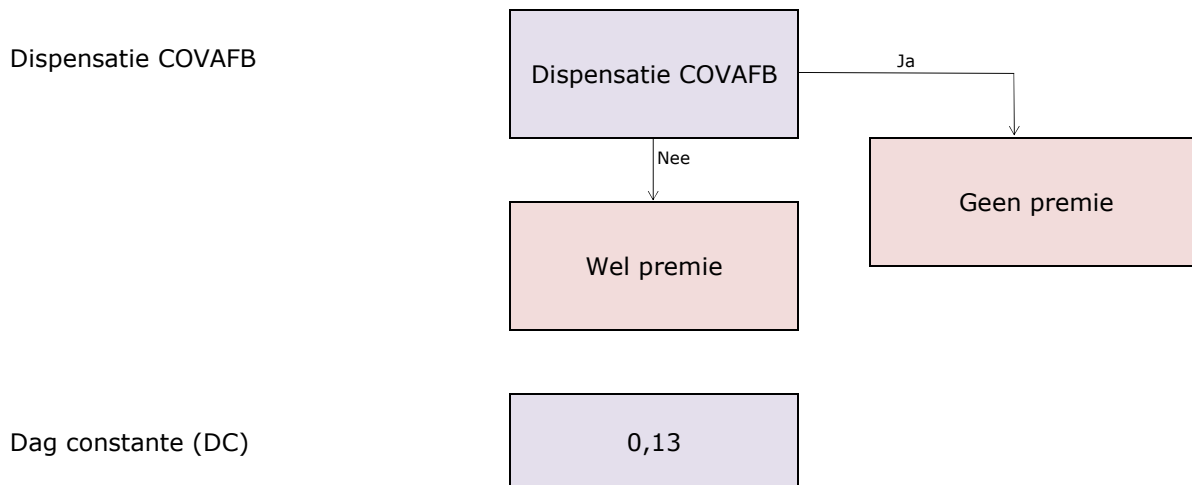 Dispensatie COVAFB
Dispensatie COVAFB
Ja
Nee
Geen premie
Wel premie
Dag constante (DC)
0,13